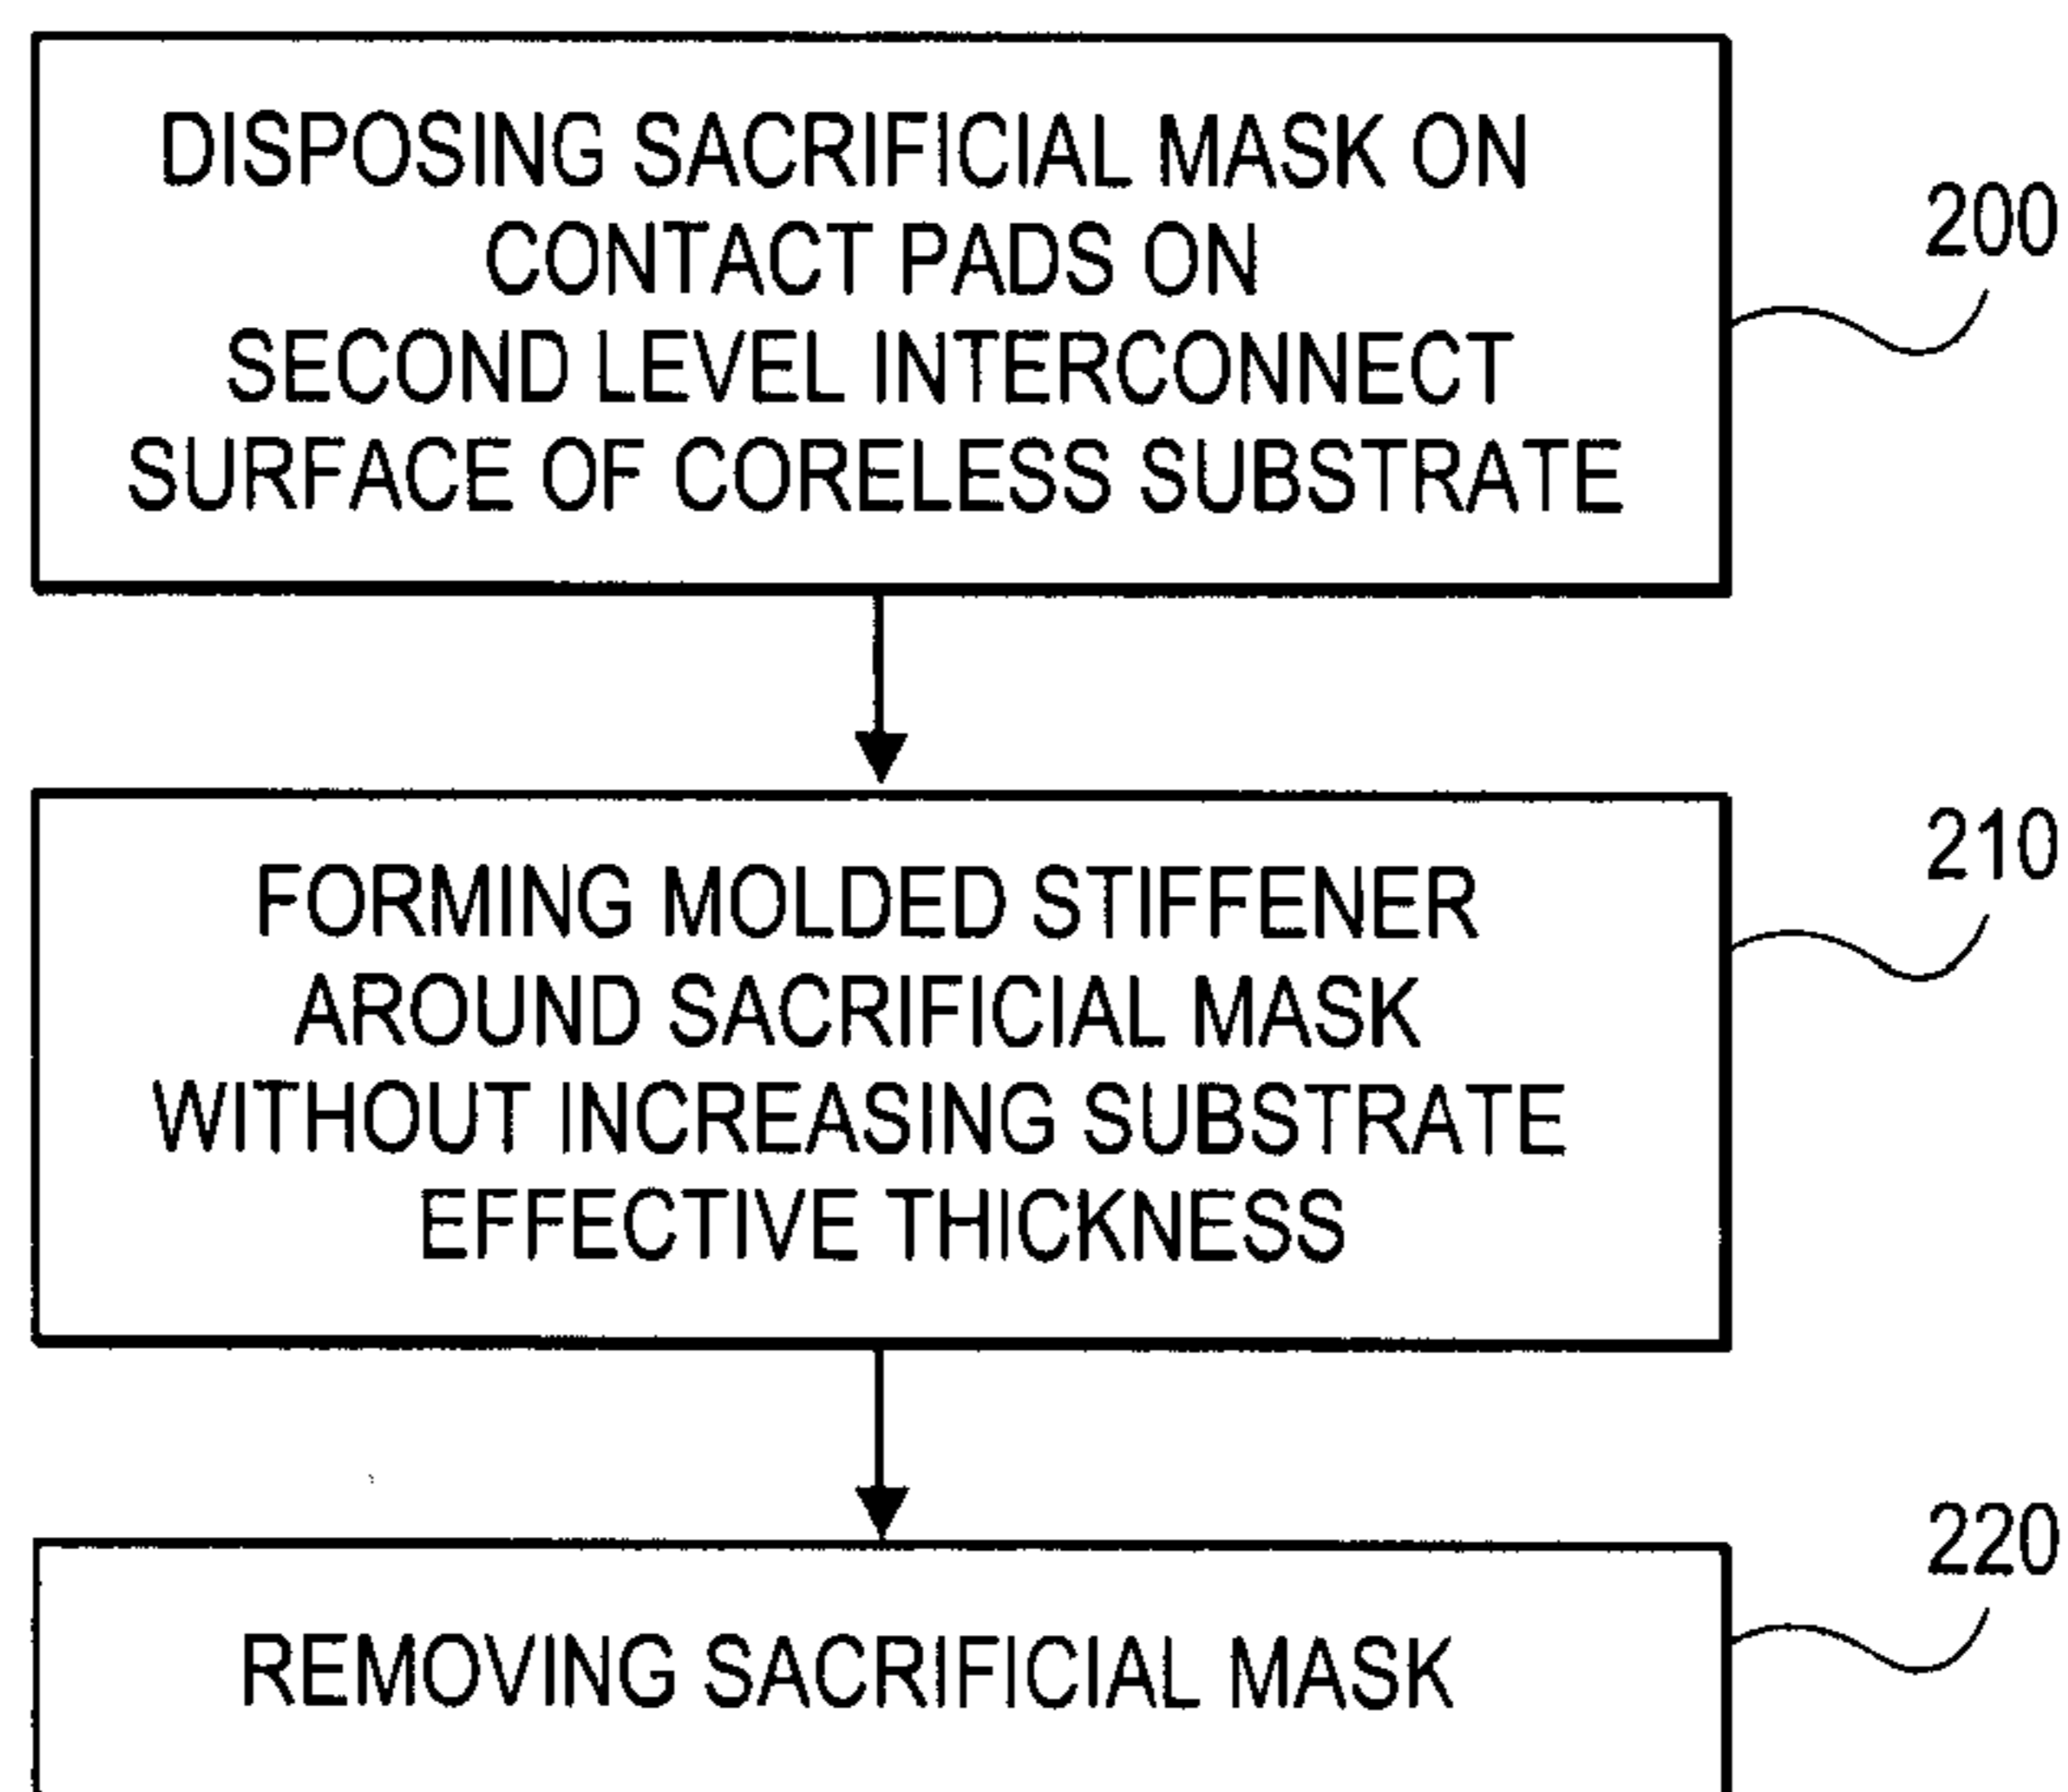 DISPOSING SACRIFICIAL MASK ON
CONTACT PADS ON
SECOND LEVEL INTERCONNECT
SURFACE OF CORELESS SUBSTRATE
200
FORMING MOLDED STIFFENER
AROUND SACRIFICIAL MASK
WITHOUT INCREASING SUBSTRATE
EFFECTIVE THICKNESS
210
REMOVING SACRIFICIAL MASK
220